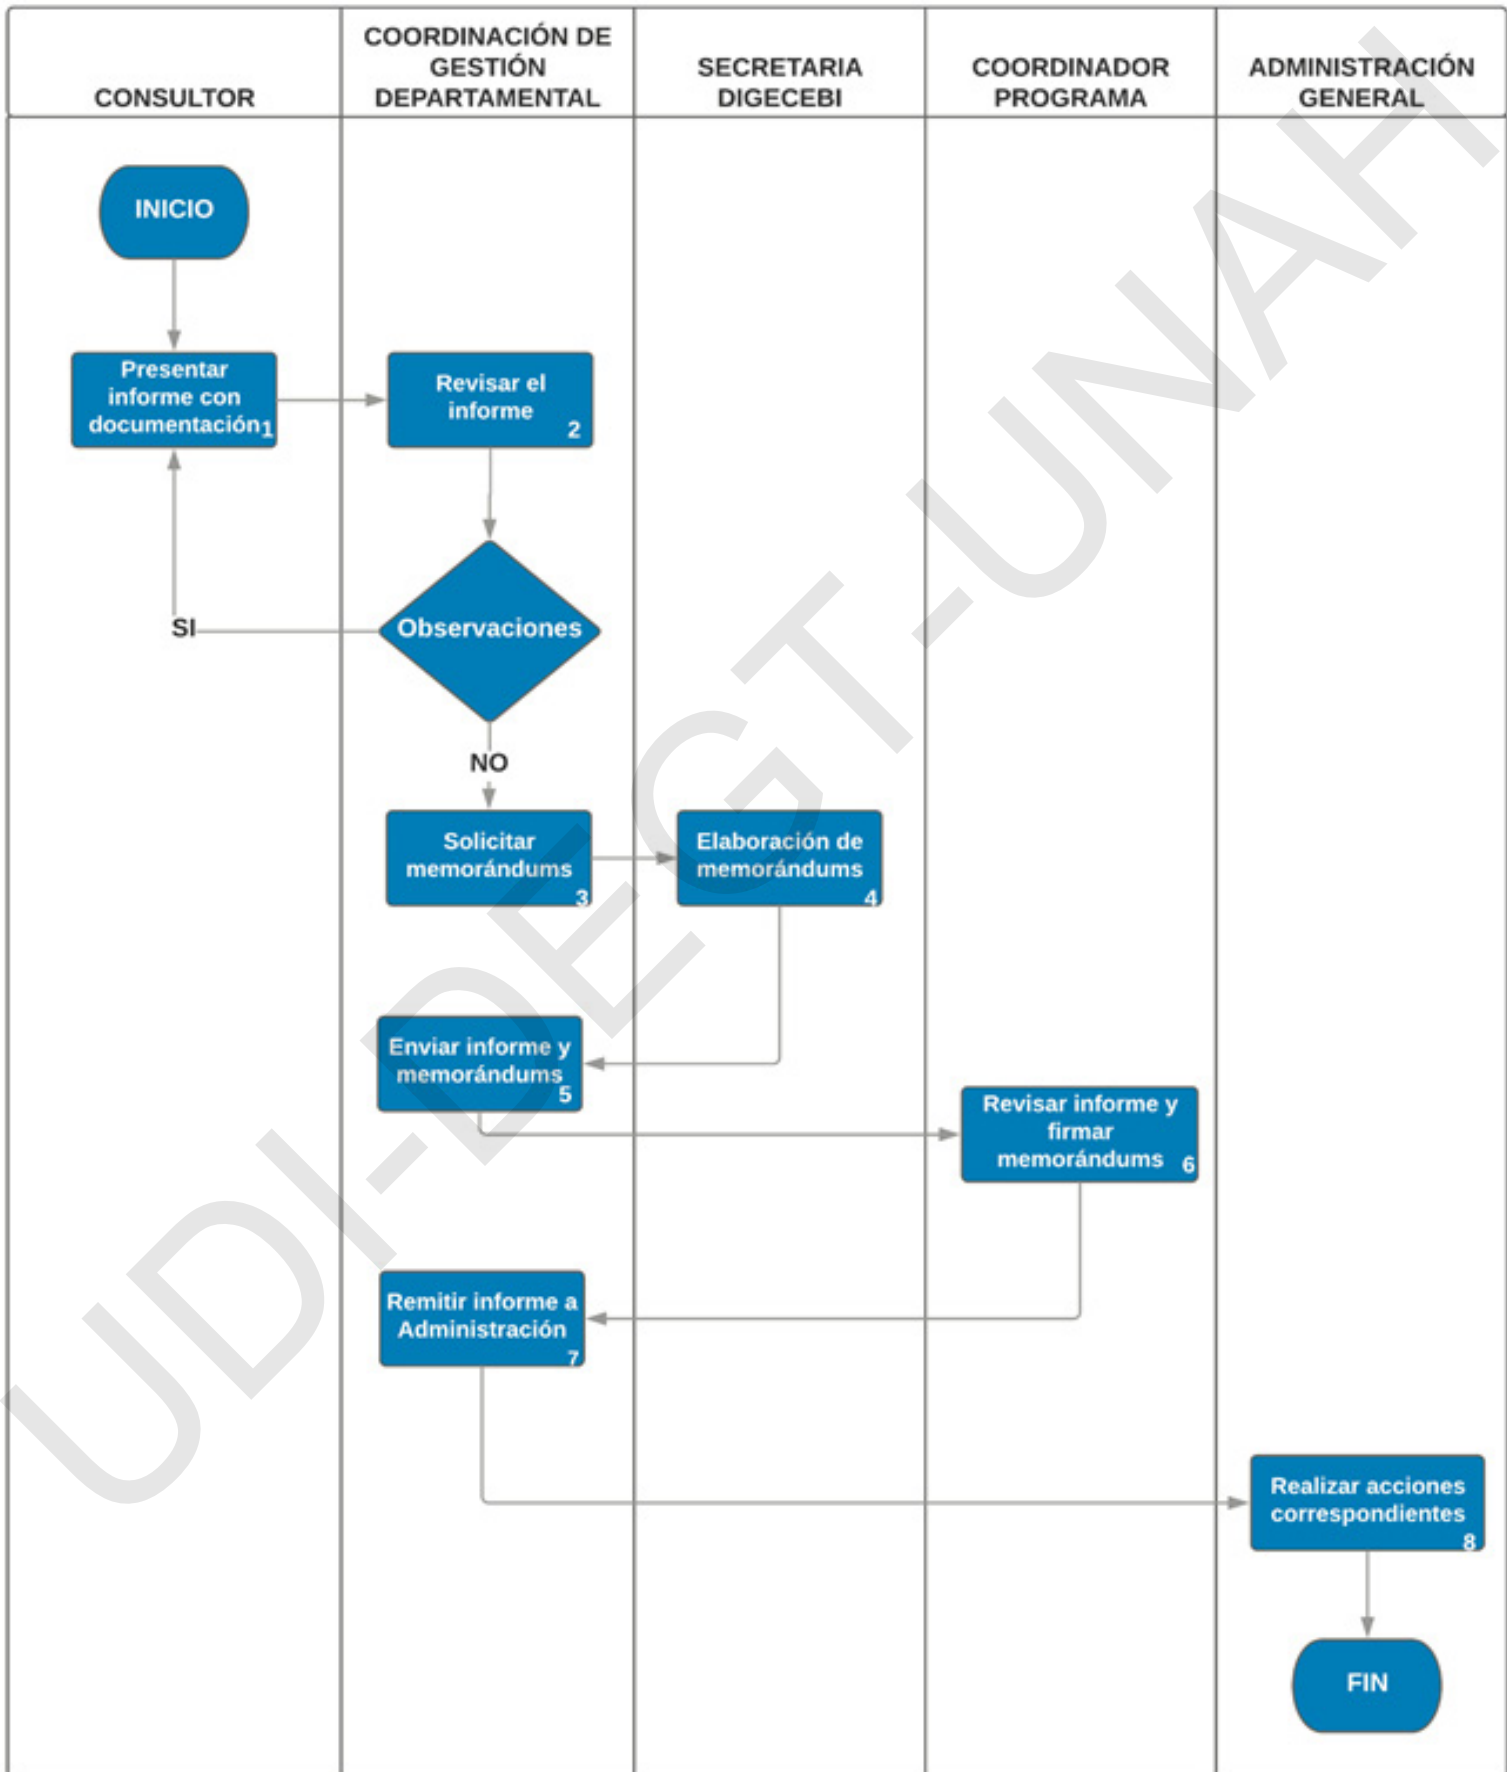 CONSULTOR
COORDINACIÓN DE
GESTIÓN
DEPARTAMENTAL
SECRETARIA
DIGECEBI
COORDINADOR
PROGRAMA
ADMINISTRACIÓN
GENERAL
INICIO
Presentar
informe con
documentación
1
Revisar el
informe
2
Observaciones
SI
NO
Solicitar
memorándums
3
Elaboración de
memorándums
4
Enviar informe y
memorándums
5
Revisar informe y
firmar
memorándums
6
Remitir informe a
Administración
7
Realizar acciones
correspondientes
8
FIN
UDI-DEGT-UNAH